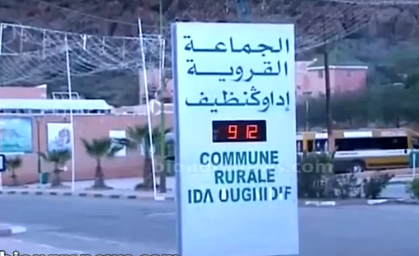 الجماعة
القروية
إداوكنظيف
9 12
COMMUNE
RURALE